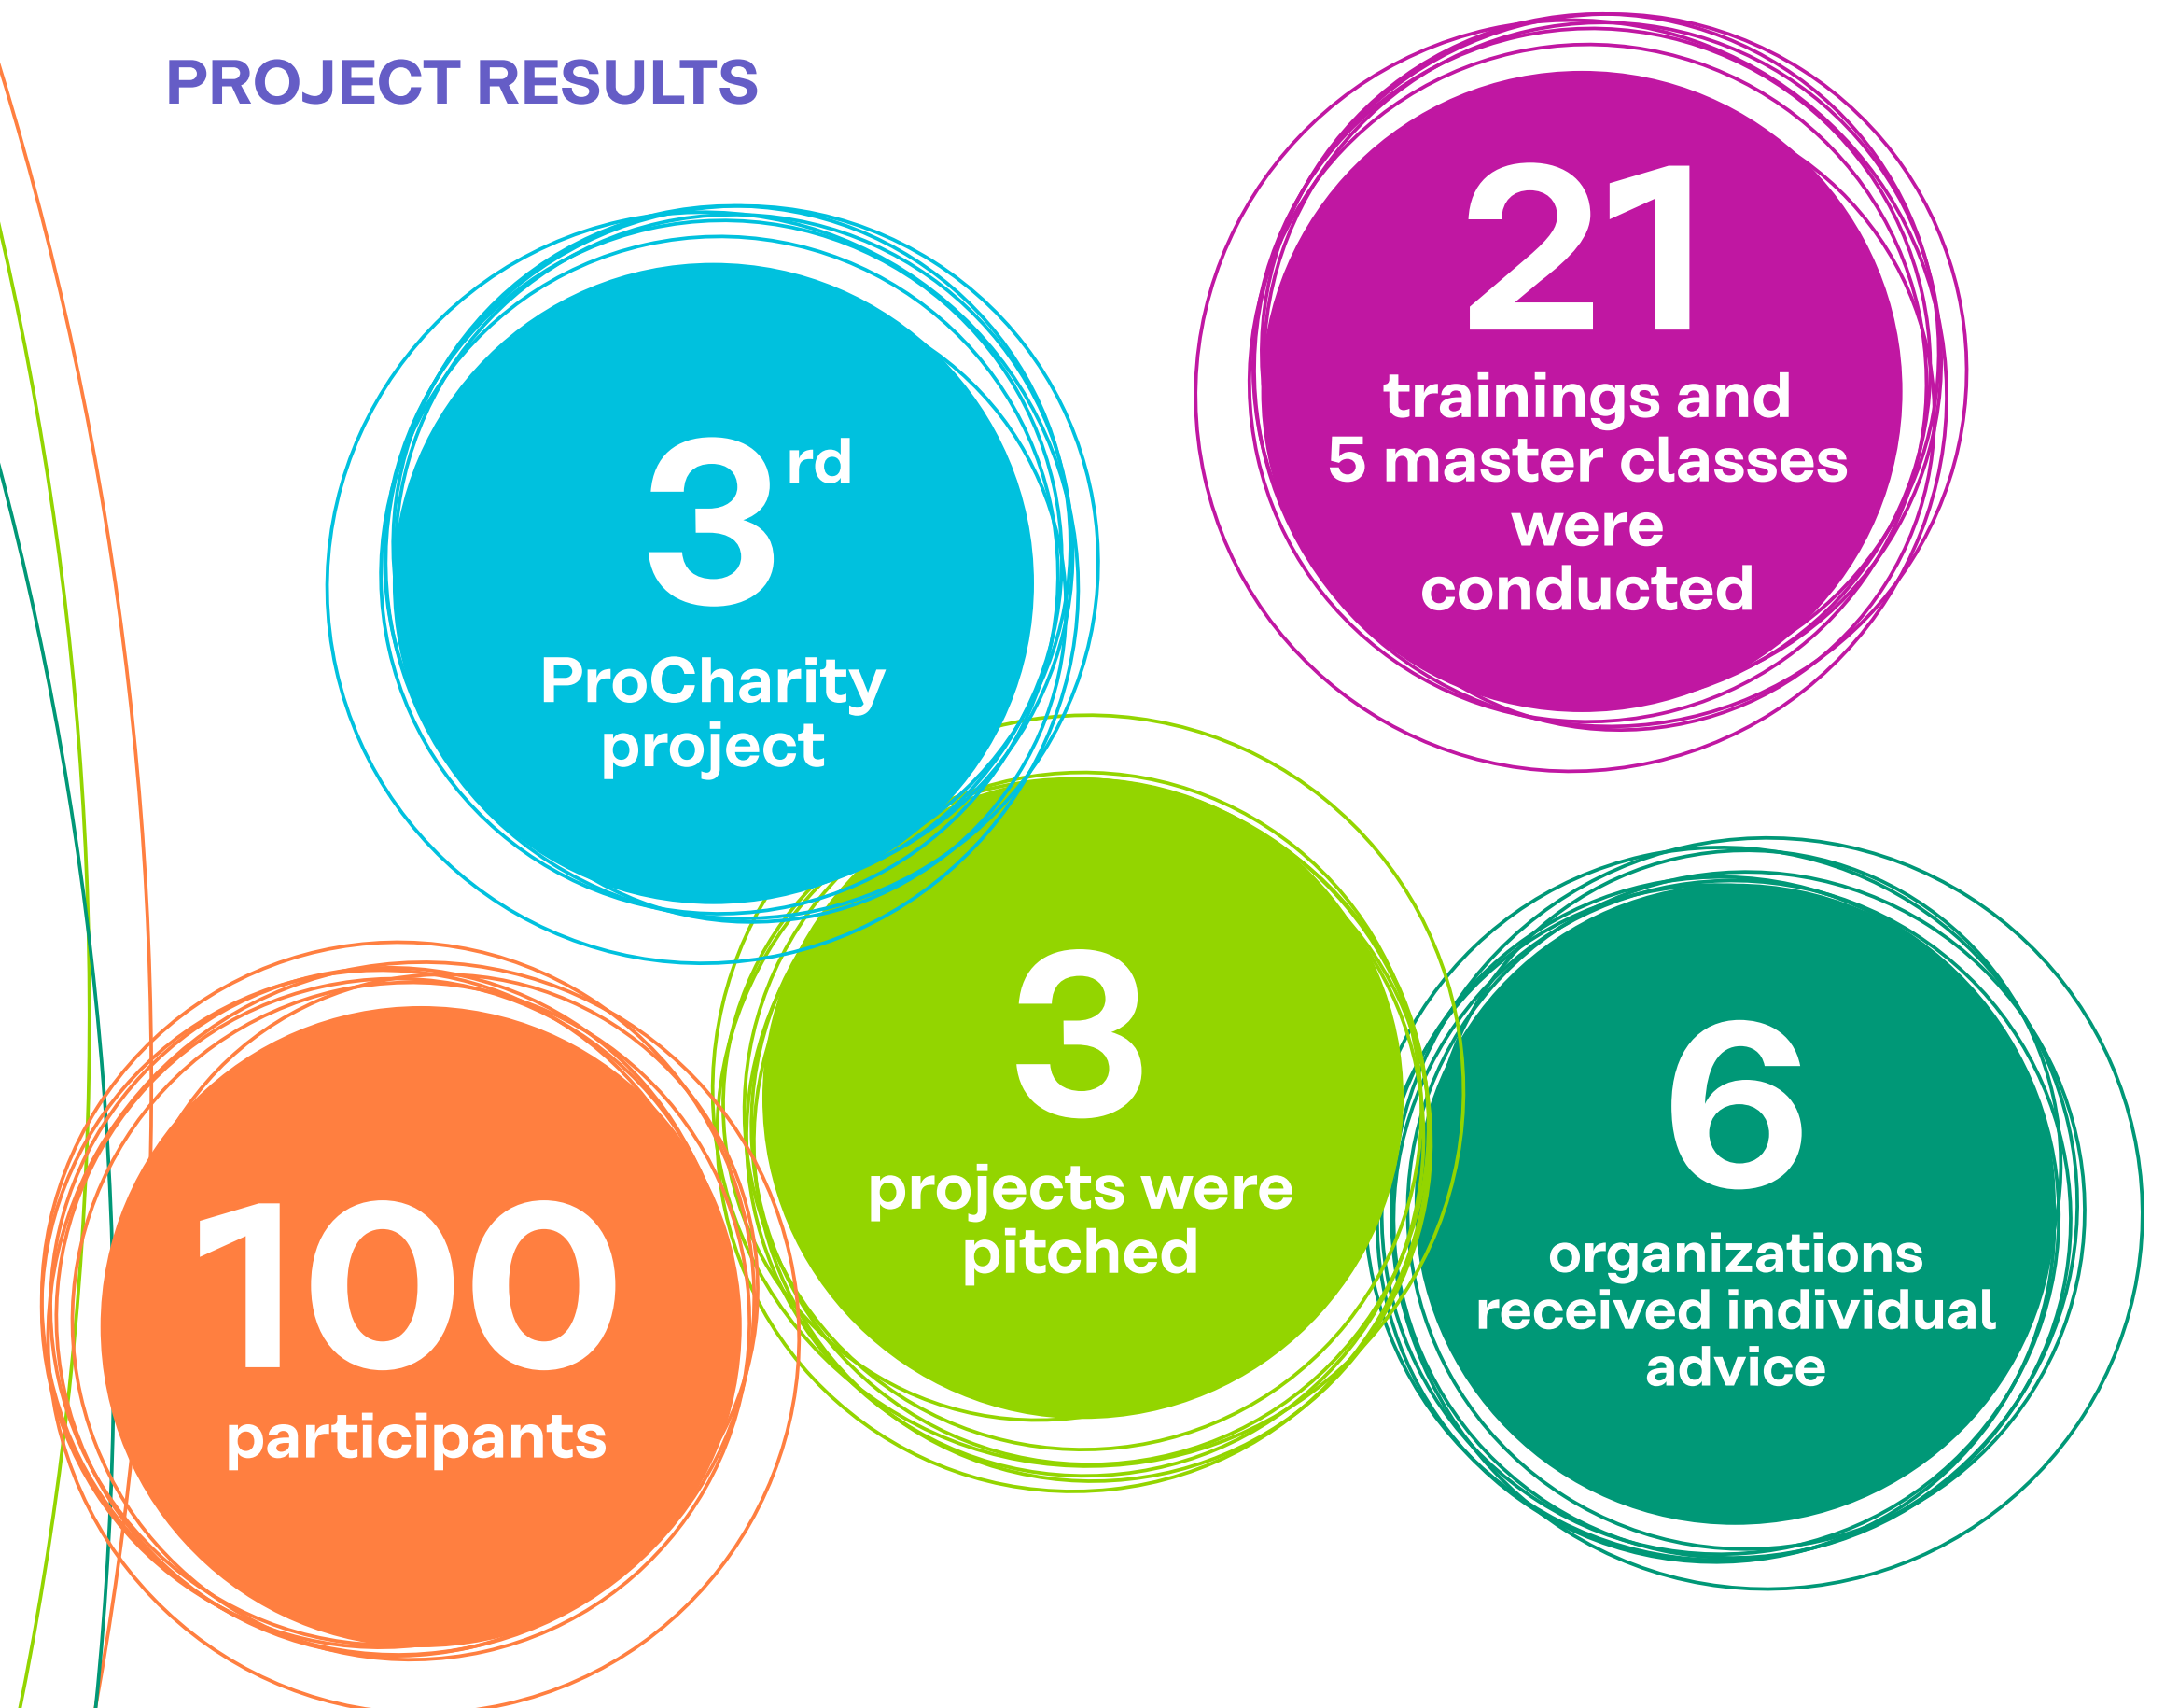 PROJECT RESULTS
21
trainings and
5 master classes
were
conducted
3rd
ProCharity
project
3
projects were
pitched
6
organizations
received individual
advice
100
participants